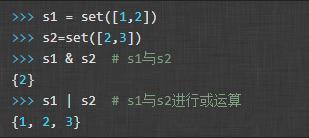 >>> s1 = set([1,2])
>>> s2=set([2,3])
>>> s1 & s2  # s1与s2
{2}
>>> s1 | s2  # s1与s2进行或运算
{1, 2, 3}